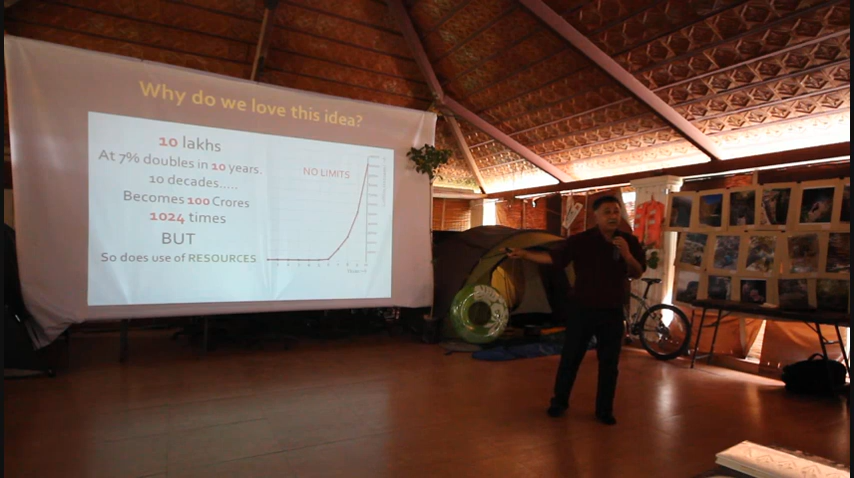 Why do we love this idea?
10 lakhs
At 7% doubles in 10 years.
10 decades.....
Becomes 100 Crores
1024 times
BUT
So does use of RESOURCES
NO LIMITS